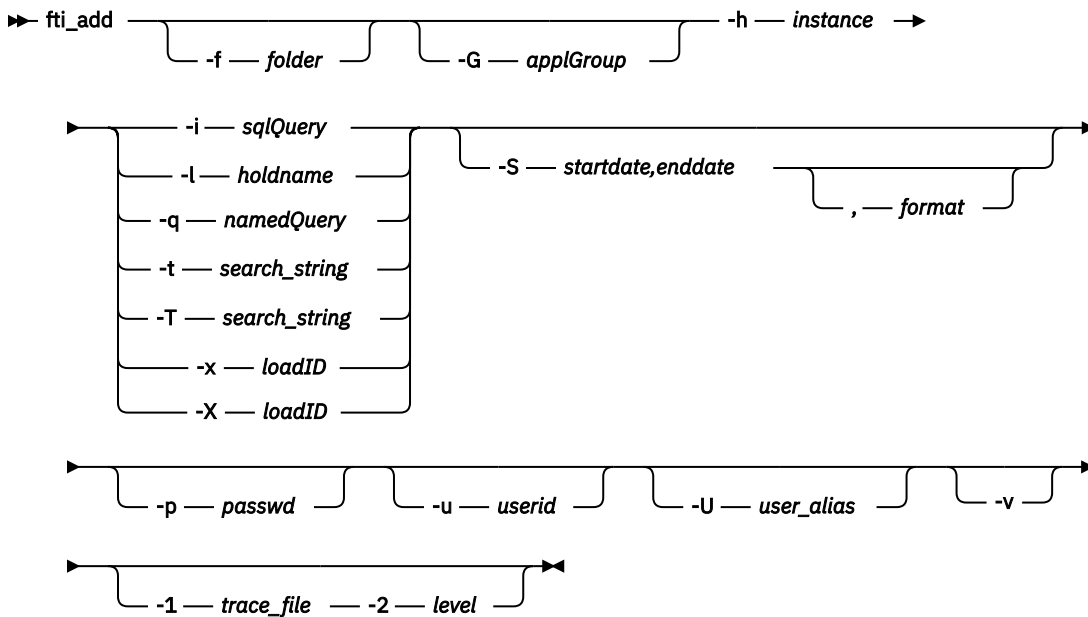 fti_add -f folder -G applGroup -h instance
-i sqlQuery
-l holdname
-q namedQuery
-t search_string
-T search_string
-x loadID
-X loadID
-S startdate,enddate
, format
-p passwd -u userid -U user_alias -v
-1 trace_file -2 level